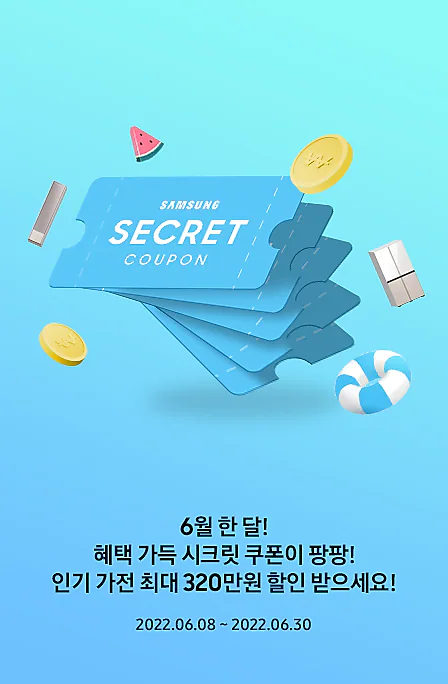 SAMSUNG
SECRET
COUPON
6월 한 달!
혜택 가득 시크릿 쿠폰이 팡팡!
인기 가전 최대 320만원 할인 받으세요!
2022.06.08 ~ 2022.06.30